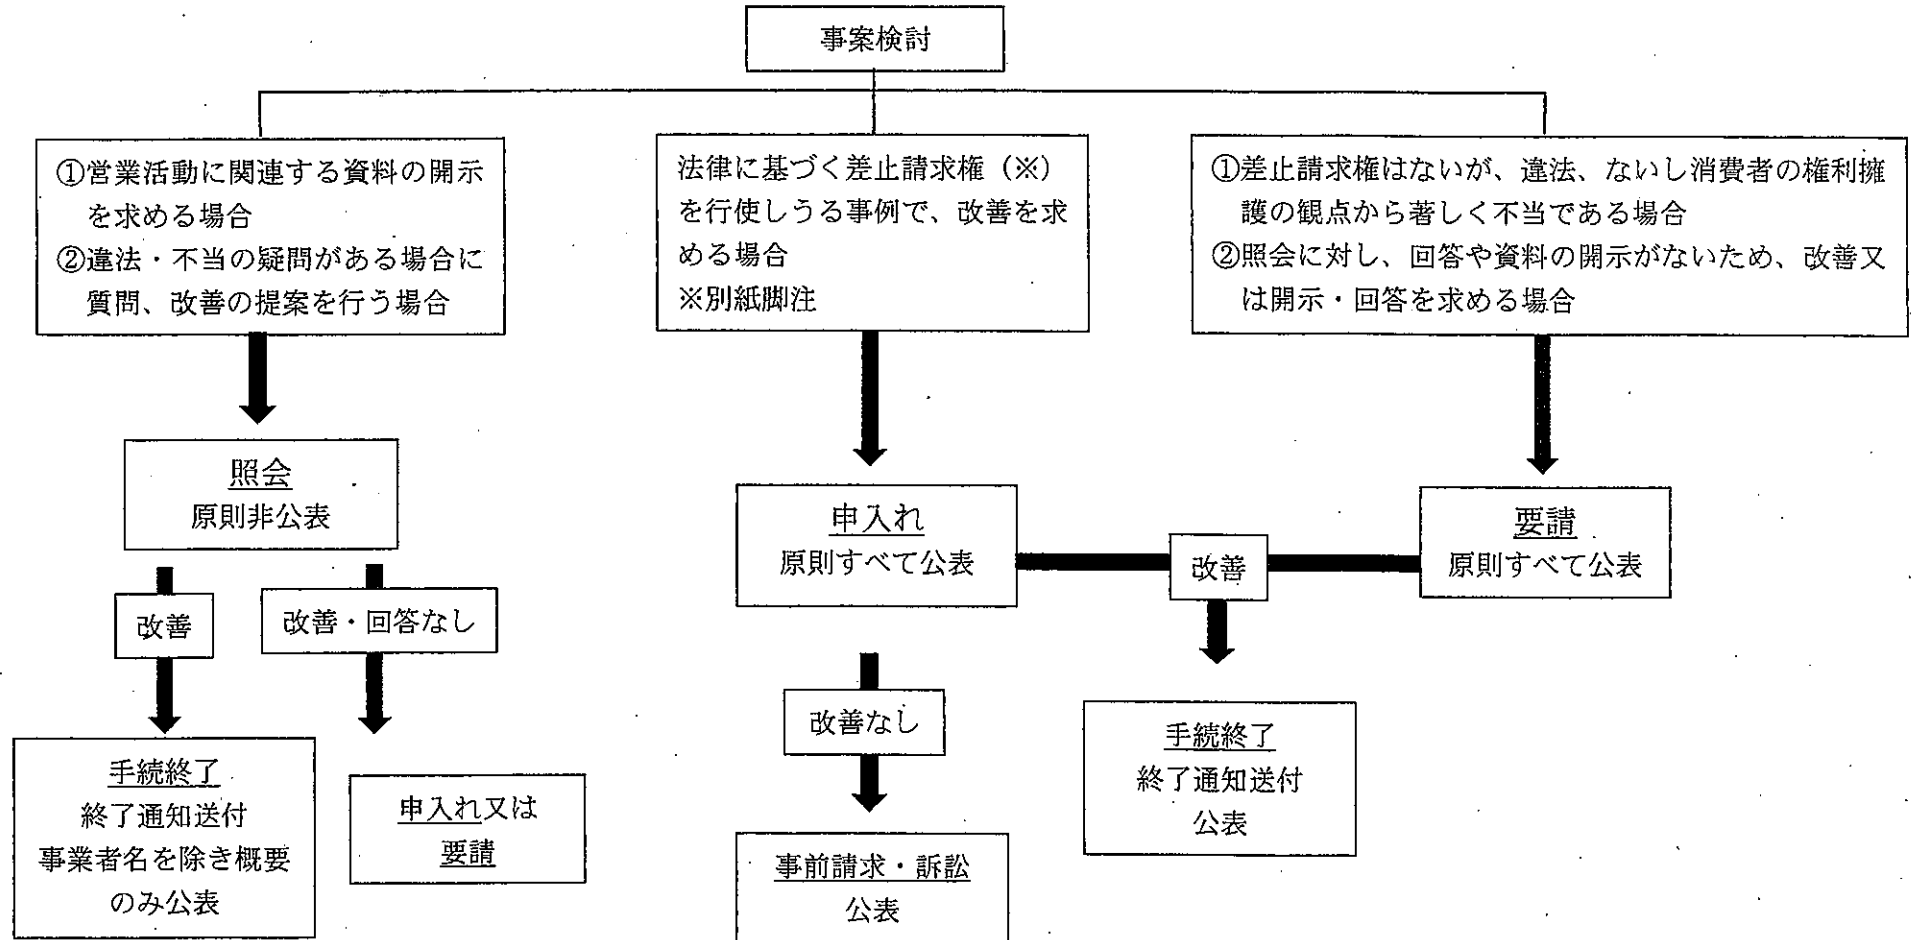 事案検討
①営業活動に関連する資料の開示
を求める場合
②違法・不当の疑問がある場合に
質問、改善の提案を行う場合
法律に基づく差止請求権（※）
を行使しうる事例で、改善を求
める場合
※別紙脚注
①差止請求権はないが、違法、ないし消費者の権利擁
護の観点から著しく不当である場合
②照会に対し、回答や資料の開示がないため、改善又
は開示・回答を求める場合
照会
原則非公表
申入れ
原則すべて公表
要請
原則すべて公表
改善
改善
改善・回答なし
改善なし
手続終了
終了通知送付
事業者名を除き概要
のみ公表
申入れ又は
要請
事前請求・訴訟
公表
手続終了
終了通知送付
公表